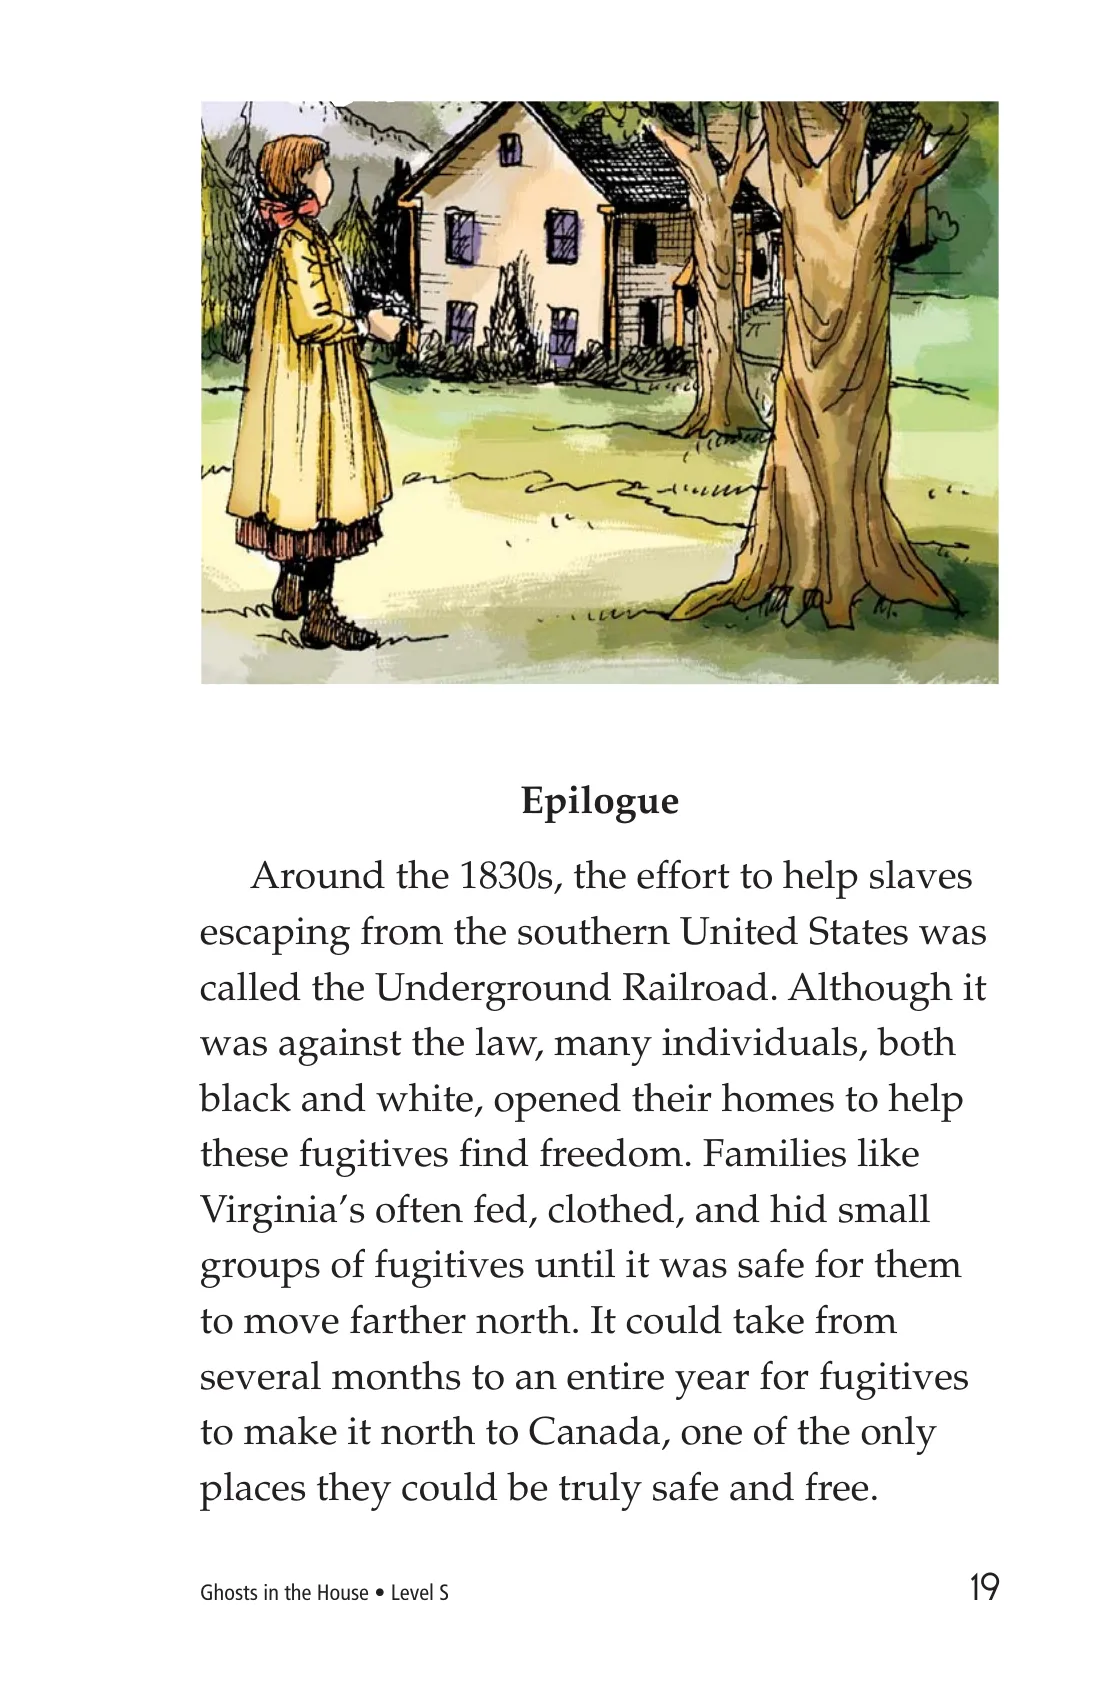 Epilogue
Around the 1830s, the effort to help slaves
escaping from the southern United States was
called the Underground Railroad. Although it
was against the law, many individuals, both
black and white, opened their homes to help
these fugitives find freedom. Families like
Virginia’s often fed, clothed, and hid small
groups of fugitives until it was safe for them
to move farther north. It could take from
several months to an entire year for fugitives
to make it north to Canada, one of the only
places they could be truly safe and free.
Ghosts in the House • Level S
19